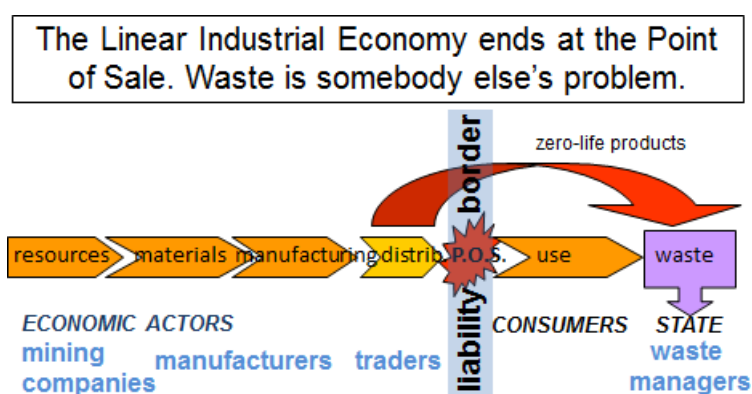 The Linear Industrial Economy ends at the Point
of Sale. Waste is somebody else's problem.
zero-life products
liability border
resources
materials
manufacturing
distrib.
P.O.S.
use
waste
ECONOMIC ACTORS
CONSUMERS
STATE
mining
companies
manufacturers
traders
waste
managers